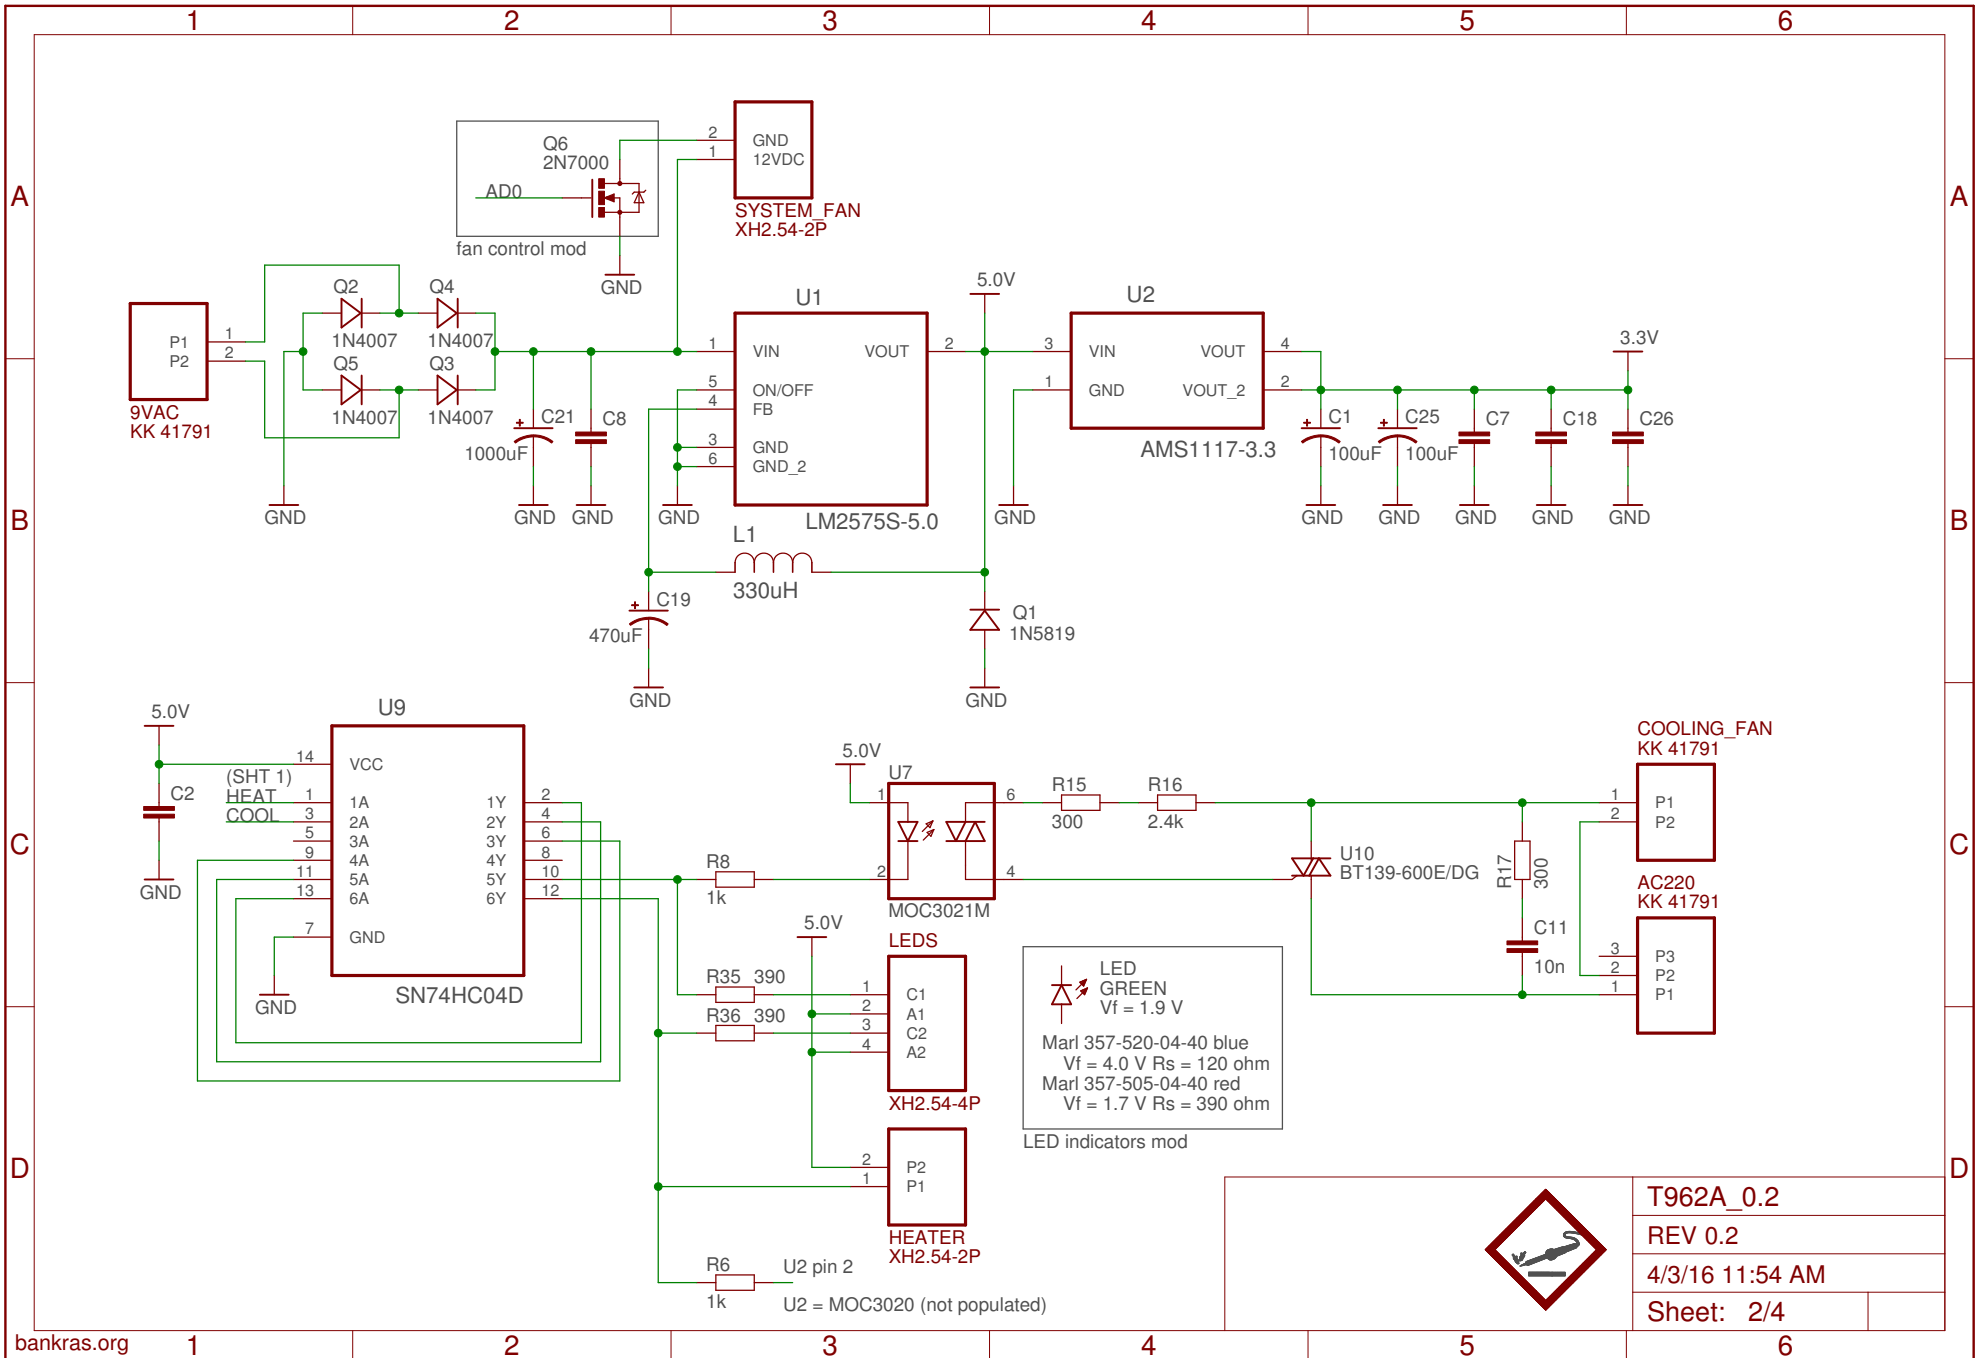 1 2 3 4 5 6
A
B
C
D
A
B
C
D
Q6
2N7000
AD0
fan control mod
GND
2 GND
1 12VDC
SYSTEM_FAN
XH2.54-2P
P1 1
P2 2
9VAC
KK 41791
Q2
1N4007
Q4
1N4007
Q5
1N4007
Q3
1N4007
GND
C21
1000uF
GND
C8
GND
U1
1 VIN
5 ON/OFF
4 FB
3 GND
6 GND_2
VOUT 2
LM2575S-5.0
GND
L1
330uH
C19
470uF
GND
5.0V
Q1
1N5819
GND
U2
3 VIN
1 GND
VOUT 4
VOUT_2 2
AMS1117-3.3
GND
3.3V
C1
100uF
GND
C25
100uF
GND
C7
GND
C18
GND
C26
GND
5.0V
C2
GND
U9
(SHT 1)
HEAT
COOL
14 VCC
1 1A
3 2A
5 3A
9 4A
11 5A
13 6A
7 GND
1Y 2
2Y 4
3Y 6
4Y 8
5Y 10
6Y 12
SN74HC04D
GND
R8
1k
5.0V
U7
1
2
6
4
MOC3021M
R15
300
R16
2.4k
U10
BT139-600E/DG
R17
300
C11
10n
COOLING_FAN
KK 41791
1 P1
2 P2
AC220
KK 41791
3 P3
2 P2
1 P1
5.0V
LEDS
R35 390
R36 390
1 C1
2 A1
3 C2
4 A2
XH2.54-4P
2 P2
1 P1
HEATER
XH2.54-2P
R6
1k
U2 pin 2
U2 = MOC3020 (not populated)
LED
GREEN
Vf = 1.9 V
Marl 357-520-04-40 blue
Vf = 4.0 V Rs = 120 ohm
Marl 357-505-04-40 red
Vf = 1.7 V Rs = 390 ohm
LED indicators mod
T962A_0.2
REV 0.2
4/3/16 11:54 AM
Sheet: 2/4
bankras.org
1 2 3 4 5 6